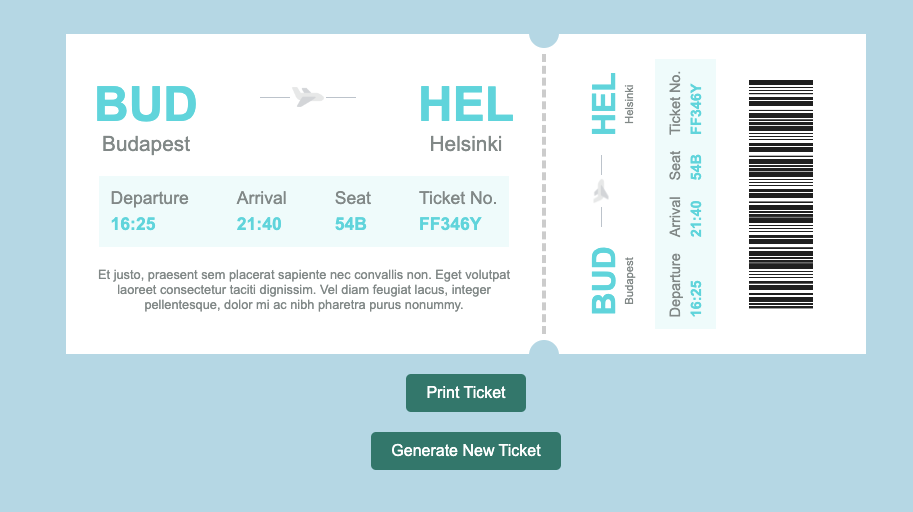 BUD
HEL
Budapest
Helsinki
Departure
Arrival
Seat
Ticket No.
16:25
21:40
54B
FF346Y
Et justo, praesent sem placerat sapiente nec convallis non. Eget volutpat
laoreet consectetur taciti dignissim. Vel diam feugiat lacus, integer
pellentesque, dolor mi ac nibh pharetra purus nonummy.
BUD
HEL
Budapest
Helsinki
Departure
Arrival
Seat
Ticket No.
16:25
21:40
54B
FF346Y
Print Ticket
Generate New Ticket